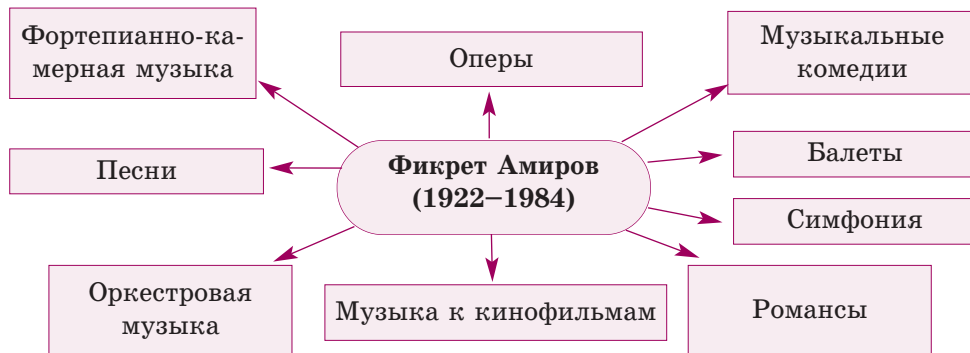 Фортепианно-ка-
мерная музыка
Оперы
Музыкальные
комедии
Песни
Фикрет Амиров
(1922–1984)
Балеты
Симфония
Оркестровая
музыка
Музыка к кинофильмам
Романсы